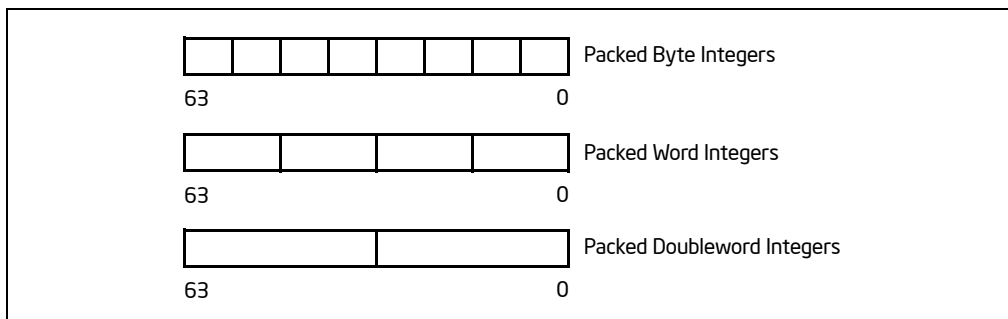 Packed Byte Integers
63 0
Packed Word Integers
63 0
Packed Doubleword Integers
63 0